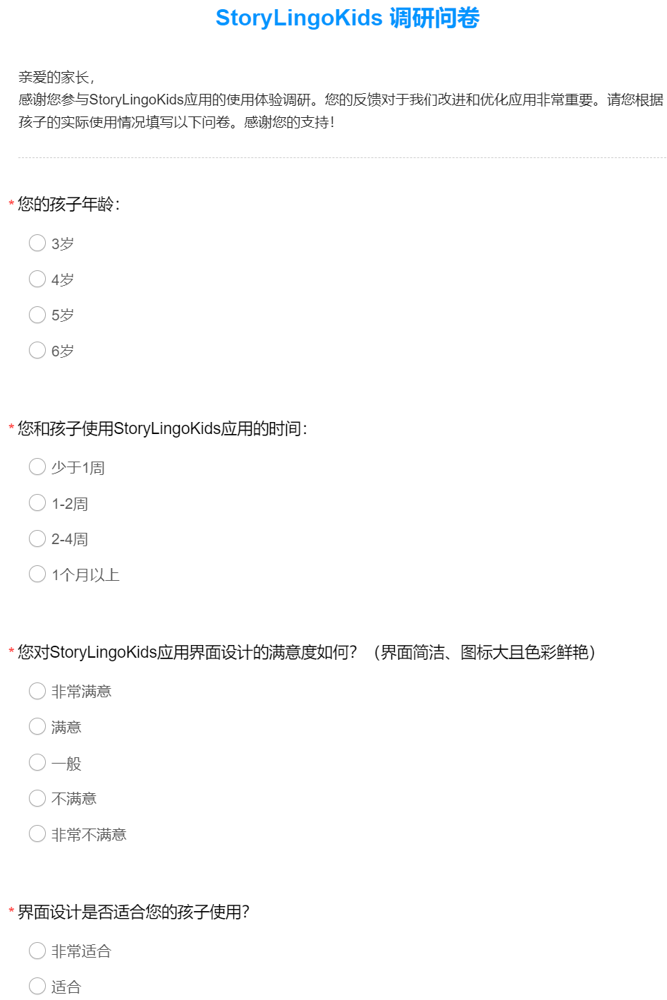 StoryLingoKids 调研问卷
亲爱的家长，
感谢您参与StoryLingoKids应用的使用体验调研。您的反馈对于我们改进和优化应用非常重要。请您根据
孩子的实际使用情况填写以下问卷。感谢您的支持！
* 您的孩子年龄：
3岁
4岁
5岁
6岁
* 您和孩子使用StoryLingoKids应用的时间：
少于1周
1-2周
2-4周
1个月以上
* 您对StoryLingoKids应用界面设计的满意度如何？（界面简洁、图标大且色彩鲜艳）
非常满意
满意
一般
不满意
非常不满意
* 界面设计是否适合您的孩子使用？
非常适合
适合